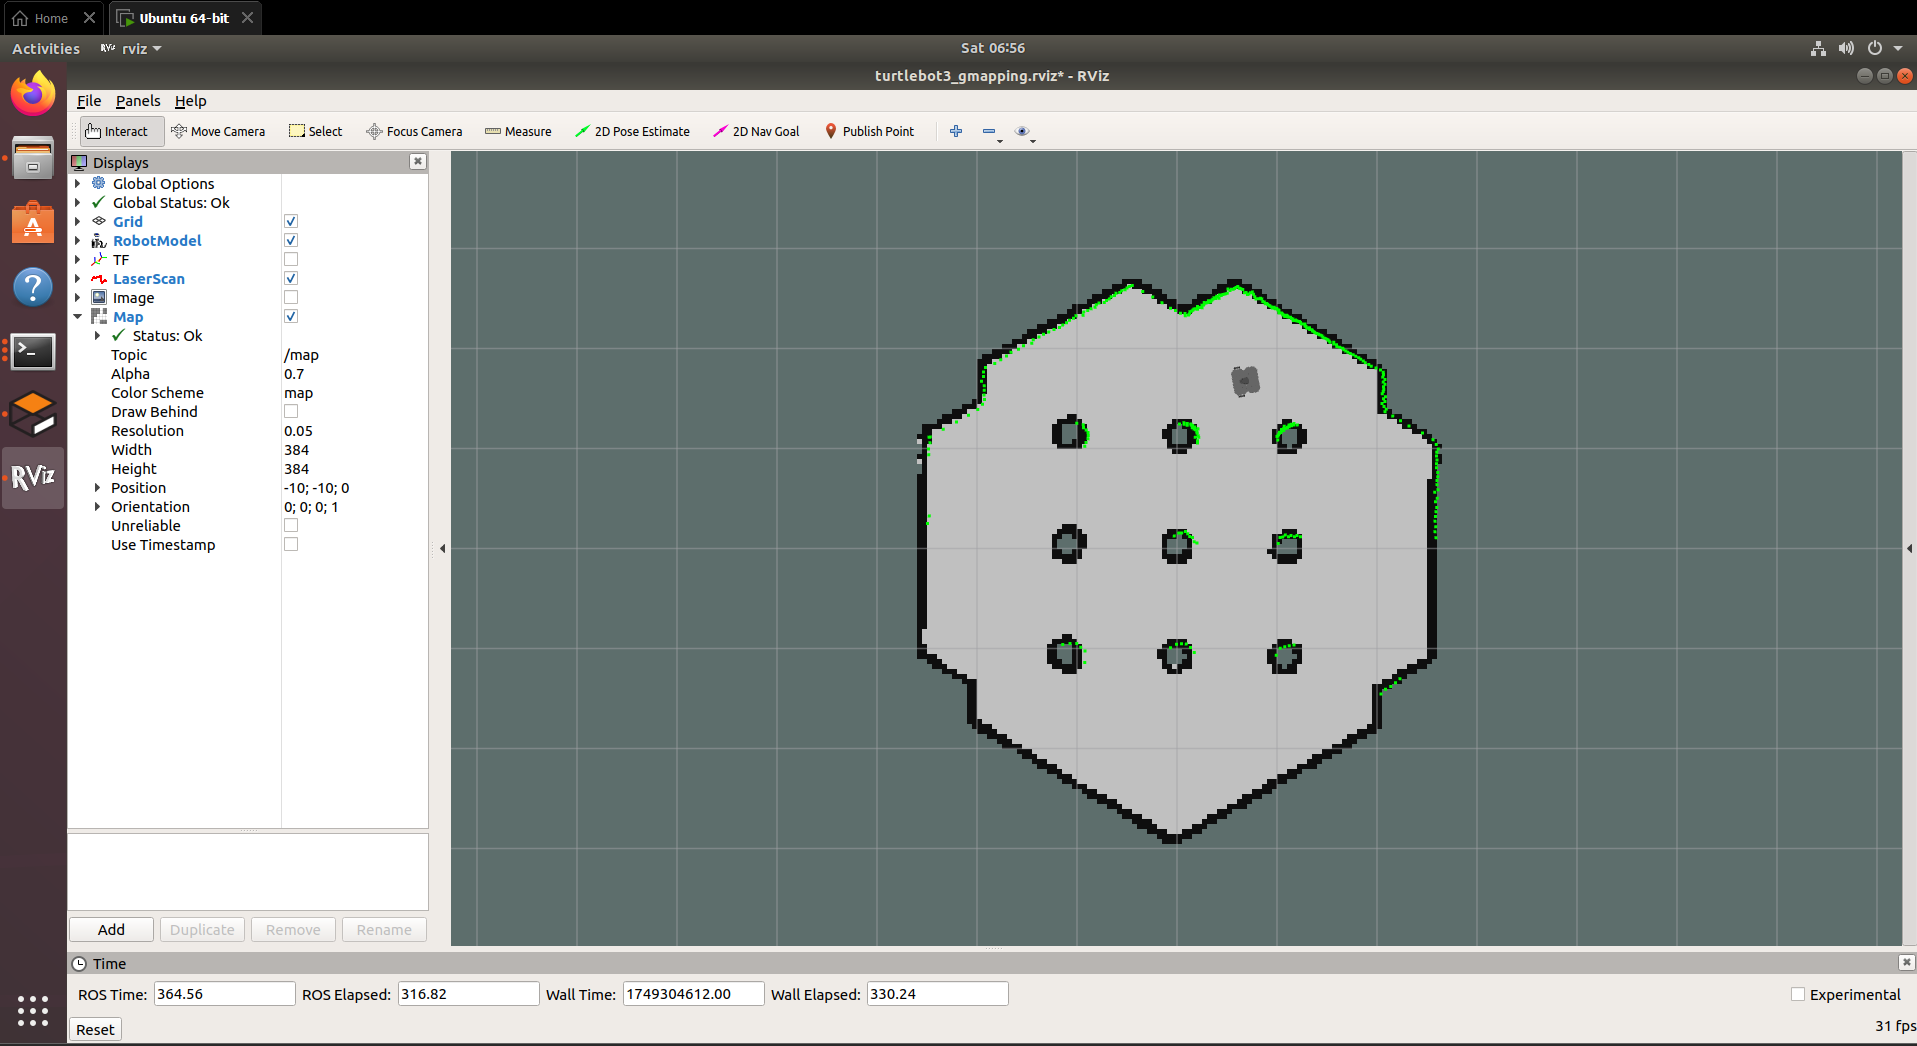 Home
Ubuntu 64-bit
Activities
RViz rviz
Sat 06:56
turtlebot3_gmapping.rviz* - RViz
File Panels Help
Interact Move Camera Select Focus Camera Measure 2D Pose Estimate 2D Nav Goal Publish Point
Displays
Global Options
Global Status: Ok
Grid
RobotModel
TF
LaserScan
Image
Map
Status: Ok
Topic /map
Alpha 0.7
Color Scheme map
Draw Behind
Resolution 0.05
Width 384
Height 384
Position -10; -10; 0
Orientation 0; 0; 0; 1
Unreliable
Use Timestamp
RViz
Add Duplicate Remove Rename
Time
ROS Time: 364.56 ROS Elapsed: 316.82 Wall Time: 1749304612.00 Wall Elapsed: 330.24 Experimental
Reset 31 fps